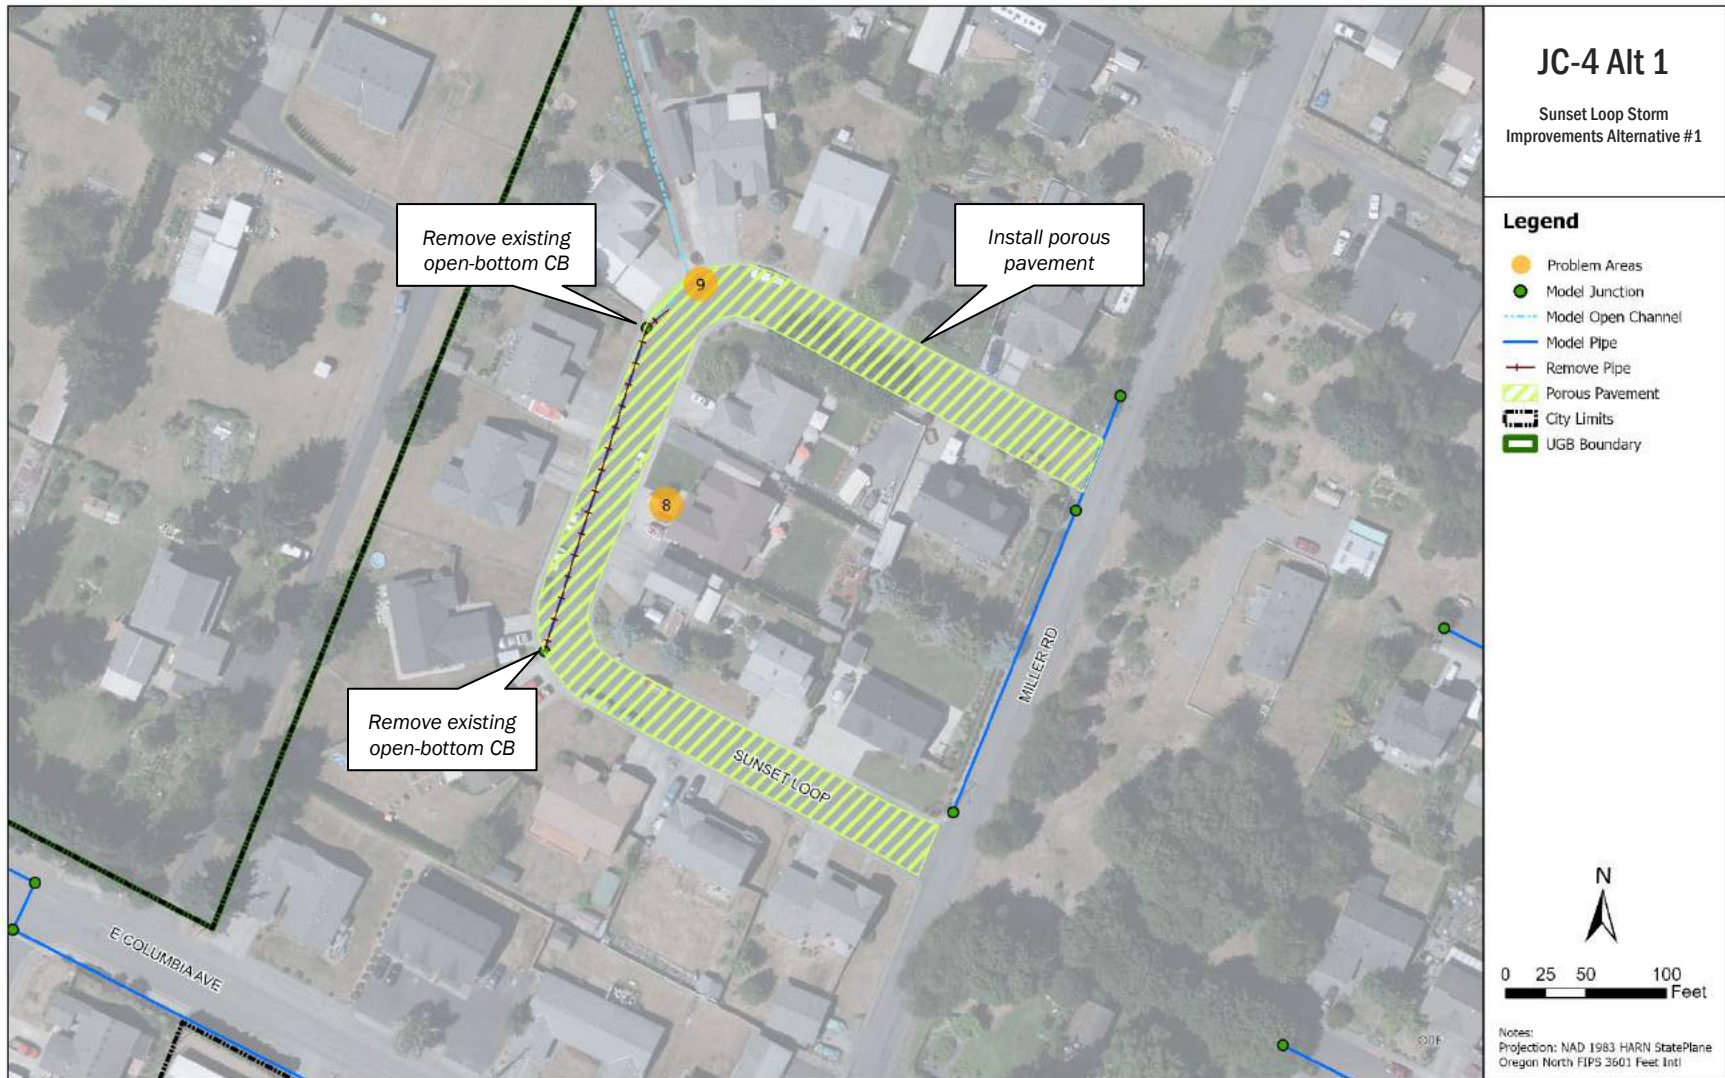 JC-4 Alt 1
Sunset Loop Storm
Improvements Alternative #1
Legend
Problem Areas
Model Junction
Model Open Channel
Model Pipe
Remove Pipe
Porous Pavement
City Limits
UGB Boundary
N
0 25 50 100
Feet
Notes:
Projection: NAD 1983 HARN StatePlane
Oregon North FIPS 3601 Feet Intl
Remove existing
open-bottom CB
Install porous
pavement
9
8
Remove existing
open-bottom CB
MILLER RD
SUNSET LOOP
E COLUMBIA AVE